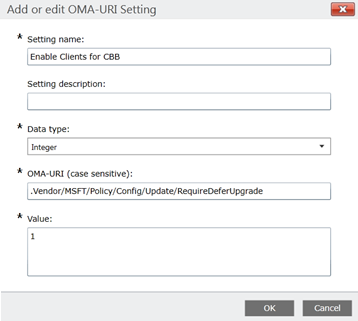 Add or edit OMA-URI Setting
* Setting name:
Enable Clients for CBB
Setting description:
* Data type:
Integer
* OMA-URI (case sensitive):
.Vendor/MSFT/Policy/Config/Update/RequireDeferUpgrade
* Value:
1
OK Cancel